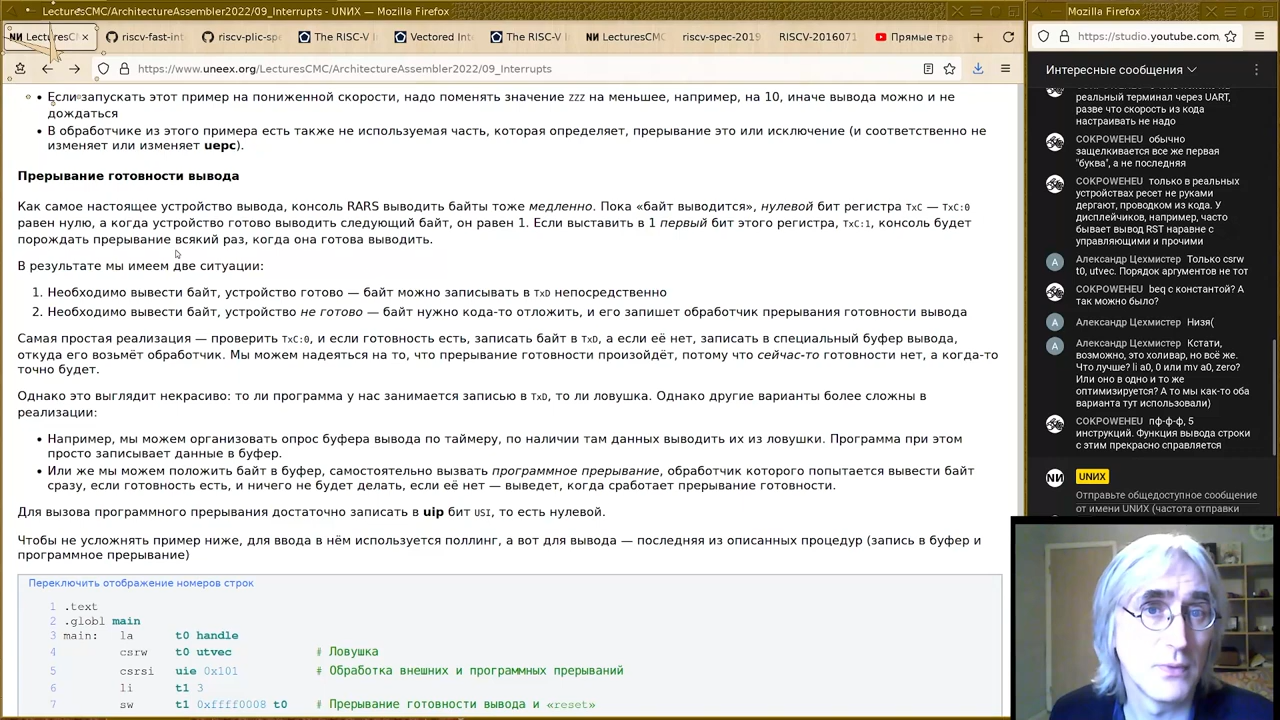 LecturesCMC/ArchitectureAssembler2022/09_Interrupts - UNИX — Mozilla Firefox
LecturesC
riscv-fast-int
riscv-plic-spe
The RISC-V I
Vectored Inte
The RISC-V I
LecturesCMC
riscv-spec-2019
RISCV-2016071
Прямые тра
https://www.uneex.org/LecturesCMC/ArchitectureAssembler2022/09_Interrupts
Если запускать этот пример на пониженной скорости, надо поменять значение zzz на меньшее, например, на 10, иначе вывода можно и не
дождаться
В обработчике из этого примера есть также не используемая часть, которая определяет, прерывание это или исключение (и соответственно не
изменяет или изменяет uepc).
Прерывание готовности вывода
Как самое настоящее устройство вывода, консоль RARS выводить байты тоже медленно. Пока «байт выводится», нулевой бит регистра TxC — TxC:0
равен нулю, а когда устройство готово выводить следующий байт, он равен 1. Если выставить в 1 первый бит этого регистра, TxC:1, консоль будет
порождать прерывание всякий раз, когда она готова выводить.
В результате мы имеем две ситуации:
1. Необходимо вывести байт, устройство готово — байт можно записывать в TxD непосредственно
2. Необходимо вывести байт, устройство не готово — байт нужно кода-то отложить, и его запишет обработчик прерывания готовности вывода
Самая простая реализация — проверить TxC:0, и если готовность есть, записать байт в TxD, а если её нет, записать в специальный буфер вывода,
откуда его возьмёт обработчик. Мы можем надеяться на то, что прерывание готовности произойдёт, потому что сейчас-то готовности нет, а когда-то
точно будет.
Однако это выглядит некрасиво: то ли программа у нас занимается записью в TxD, то ли ловушка. Однако другие варианты более сложны в
реализации:
Например, мы можем организовать опрос буфера вывода по таймеру, по наличии там данных выводить их из ловушки. Программа при этом
просто записывает данные в буфер.
Или же мы можем положить байт в буфер, самостоятельно вызвать программное прерывание, обработчик которого попытается вывести байт
сразу, если готовность есть, и ничего не будет делать, если её нет — выведет, когда сработает прерывание готовности.
Для вызова программного прерывания достаточно записать в uip бит USI, то есть нулевой.
Чтобы не усложнять пример ниже, для ввода в нём используется поллинг, а вот для вывода — последняя из описанных процедур (запись в буфер и
программное прерывание)
Переключить отображение номеров строк
1 .text
2 .globl main
3 main: la t0 handle
4 csrw t0 utvec # Ловушка
5 csrsi uie 0x101 # Обработка внешних и программных прерываний
6 li t1 3
7 sw t1 0xffff0008 t0 # Прерывание готовности вывода и «reset»
Mozilla Firefox
https://studio.youtube.com
Интересные сообщения
реальный терминал через UART,
разве что скорость из кода
настраивать не надо
COKPOWEHEU обычно
защелкивается все же первая
"буква", а не последняя
COKPOWEHEU только в реальных
устройствах ресет не руками
дергают, проводком из кода. У
дисплейчиков, например, часто
бывает вывод RST наравне с
управляющими и прочими
Александр Цехмистер Только csrw
t0, utvec. Порядок аргументов не тот
COKPOWEHEU beq с константой? А
так можно было?
Александр Цехмистер Низя(
Александр Цехмистер Кстати,
возможно, это холивар, но всё же.
Что лучше? li a0, 0 или mv a0, zero?
Или оно в одно и то же
оптимизируется? А то мы как-то оба
варианта тут использовали)
COKPOWEHEU пф-ф-ф, 5
инструкций. Функция вывода строки
с этим прекрасно справляется
UNИX
Отправьте общедоступное сообщение
от имени UNИX (частота отправки